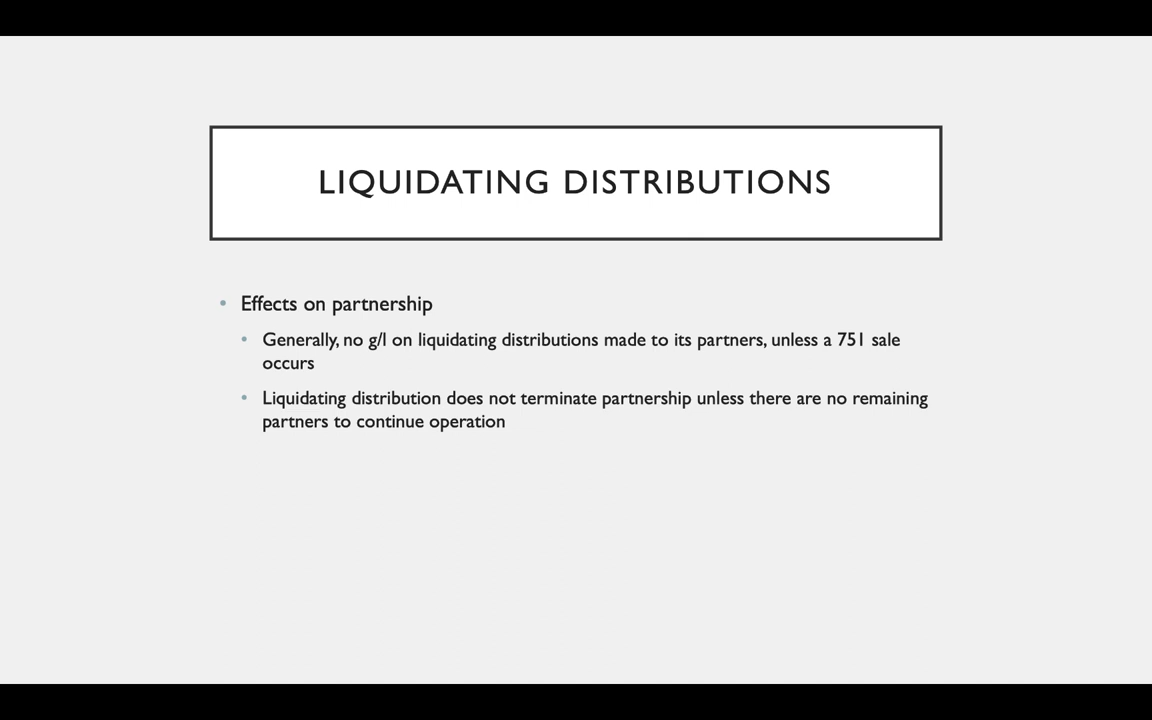 LIQUIDATING DISTRIBUTIONS
• Effects on partnership
• Generally, no g/l on liquidating distributions made to its partners, unless a 751 sale
occurs
• Liquidating distribution does not terminate partnership unless there are no remaining
partners to continue operation